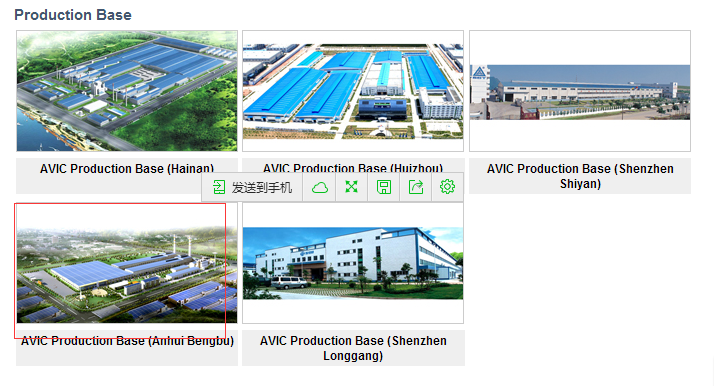 Production Base
AVIC Production Base (Hainan)
AVIC Production Base (Huizhou)
AVIC Production Base (Shenzhen
Shiyan)
发送到手机
AVIC Production Base (Anhui Bengbu)
AVIC Production Base (Shenzhen
Longgang)